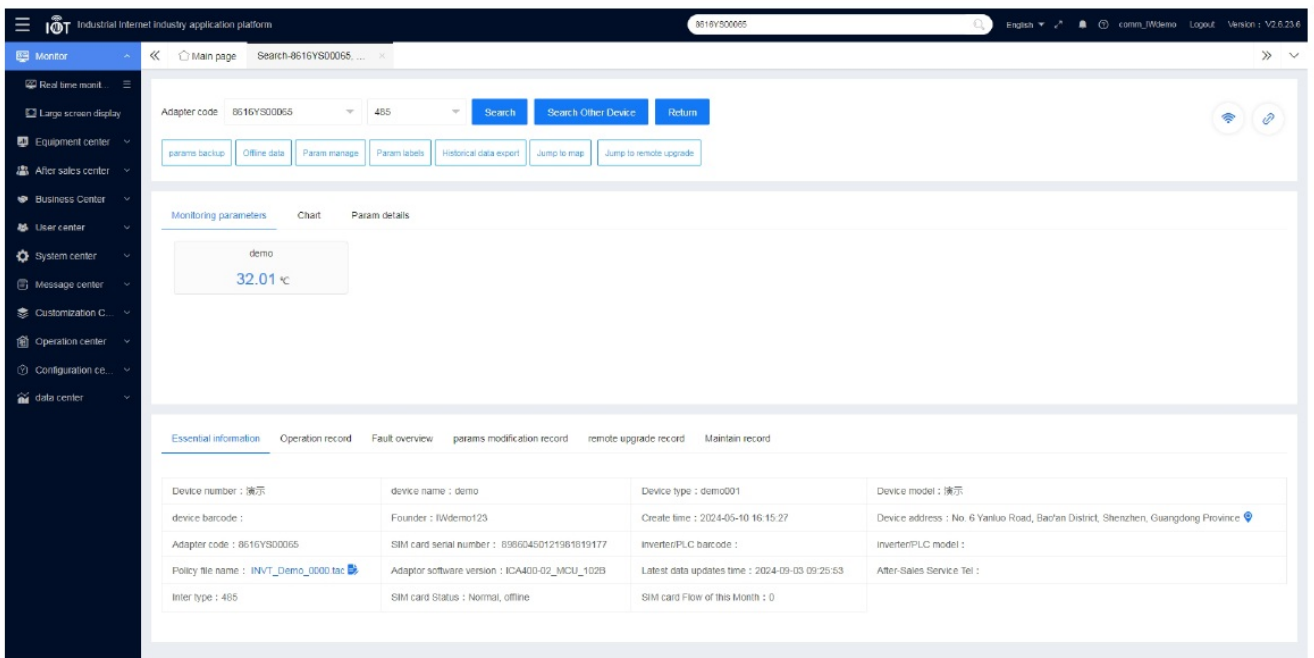 IOT Industrial Internet industry application platform 8616YS00065 English comm_IWdemo Logout Version : V2.6.23.6
Monitor
Real time monit...
Large screen display
Equipment center
After sales center
Business Center
User center
System center
Message center
Customization C...
Operation center
Configuration ce...
data center
Main page Search-8616YS00065, ...
Adapter code 8616YS00065 485 Search Search Other Device Return
params backup Offline data Param manage Param labels Historical data export Jump to map Jump to remote upgrade
Monitoring parameters Chart Param details
demo
32.01 ℃
Essential information Operation record Fault overview params modification record remote upgrade record Maintain record
Device number : 演示 device name : demo Device type : demo001 Device model : 演示
device barcode : Founder : IWdemo123 Create time : 2024-05-10 16:15:27 Device address : No. 6 Yanluo Road, Bao'an District, Shenzhen, Guangdong Province
Adapter code : 8616YS00065 SIM card serial number : 89860450121981819177 inverter/PLC barcode : inverter/PLC model :
Policy file name : INVT_Demo_0000.tac Adaptor software version : ICA400-02_MCU_102B Latest data updates time : 2024-09-03 09:25:53 After-Sales Service Tel :
Inter type : 485 SIM card Status : Normal, offline SIM card Flow of this Month : 0